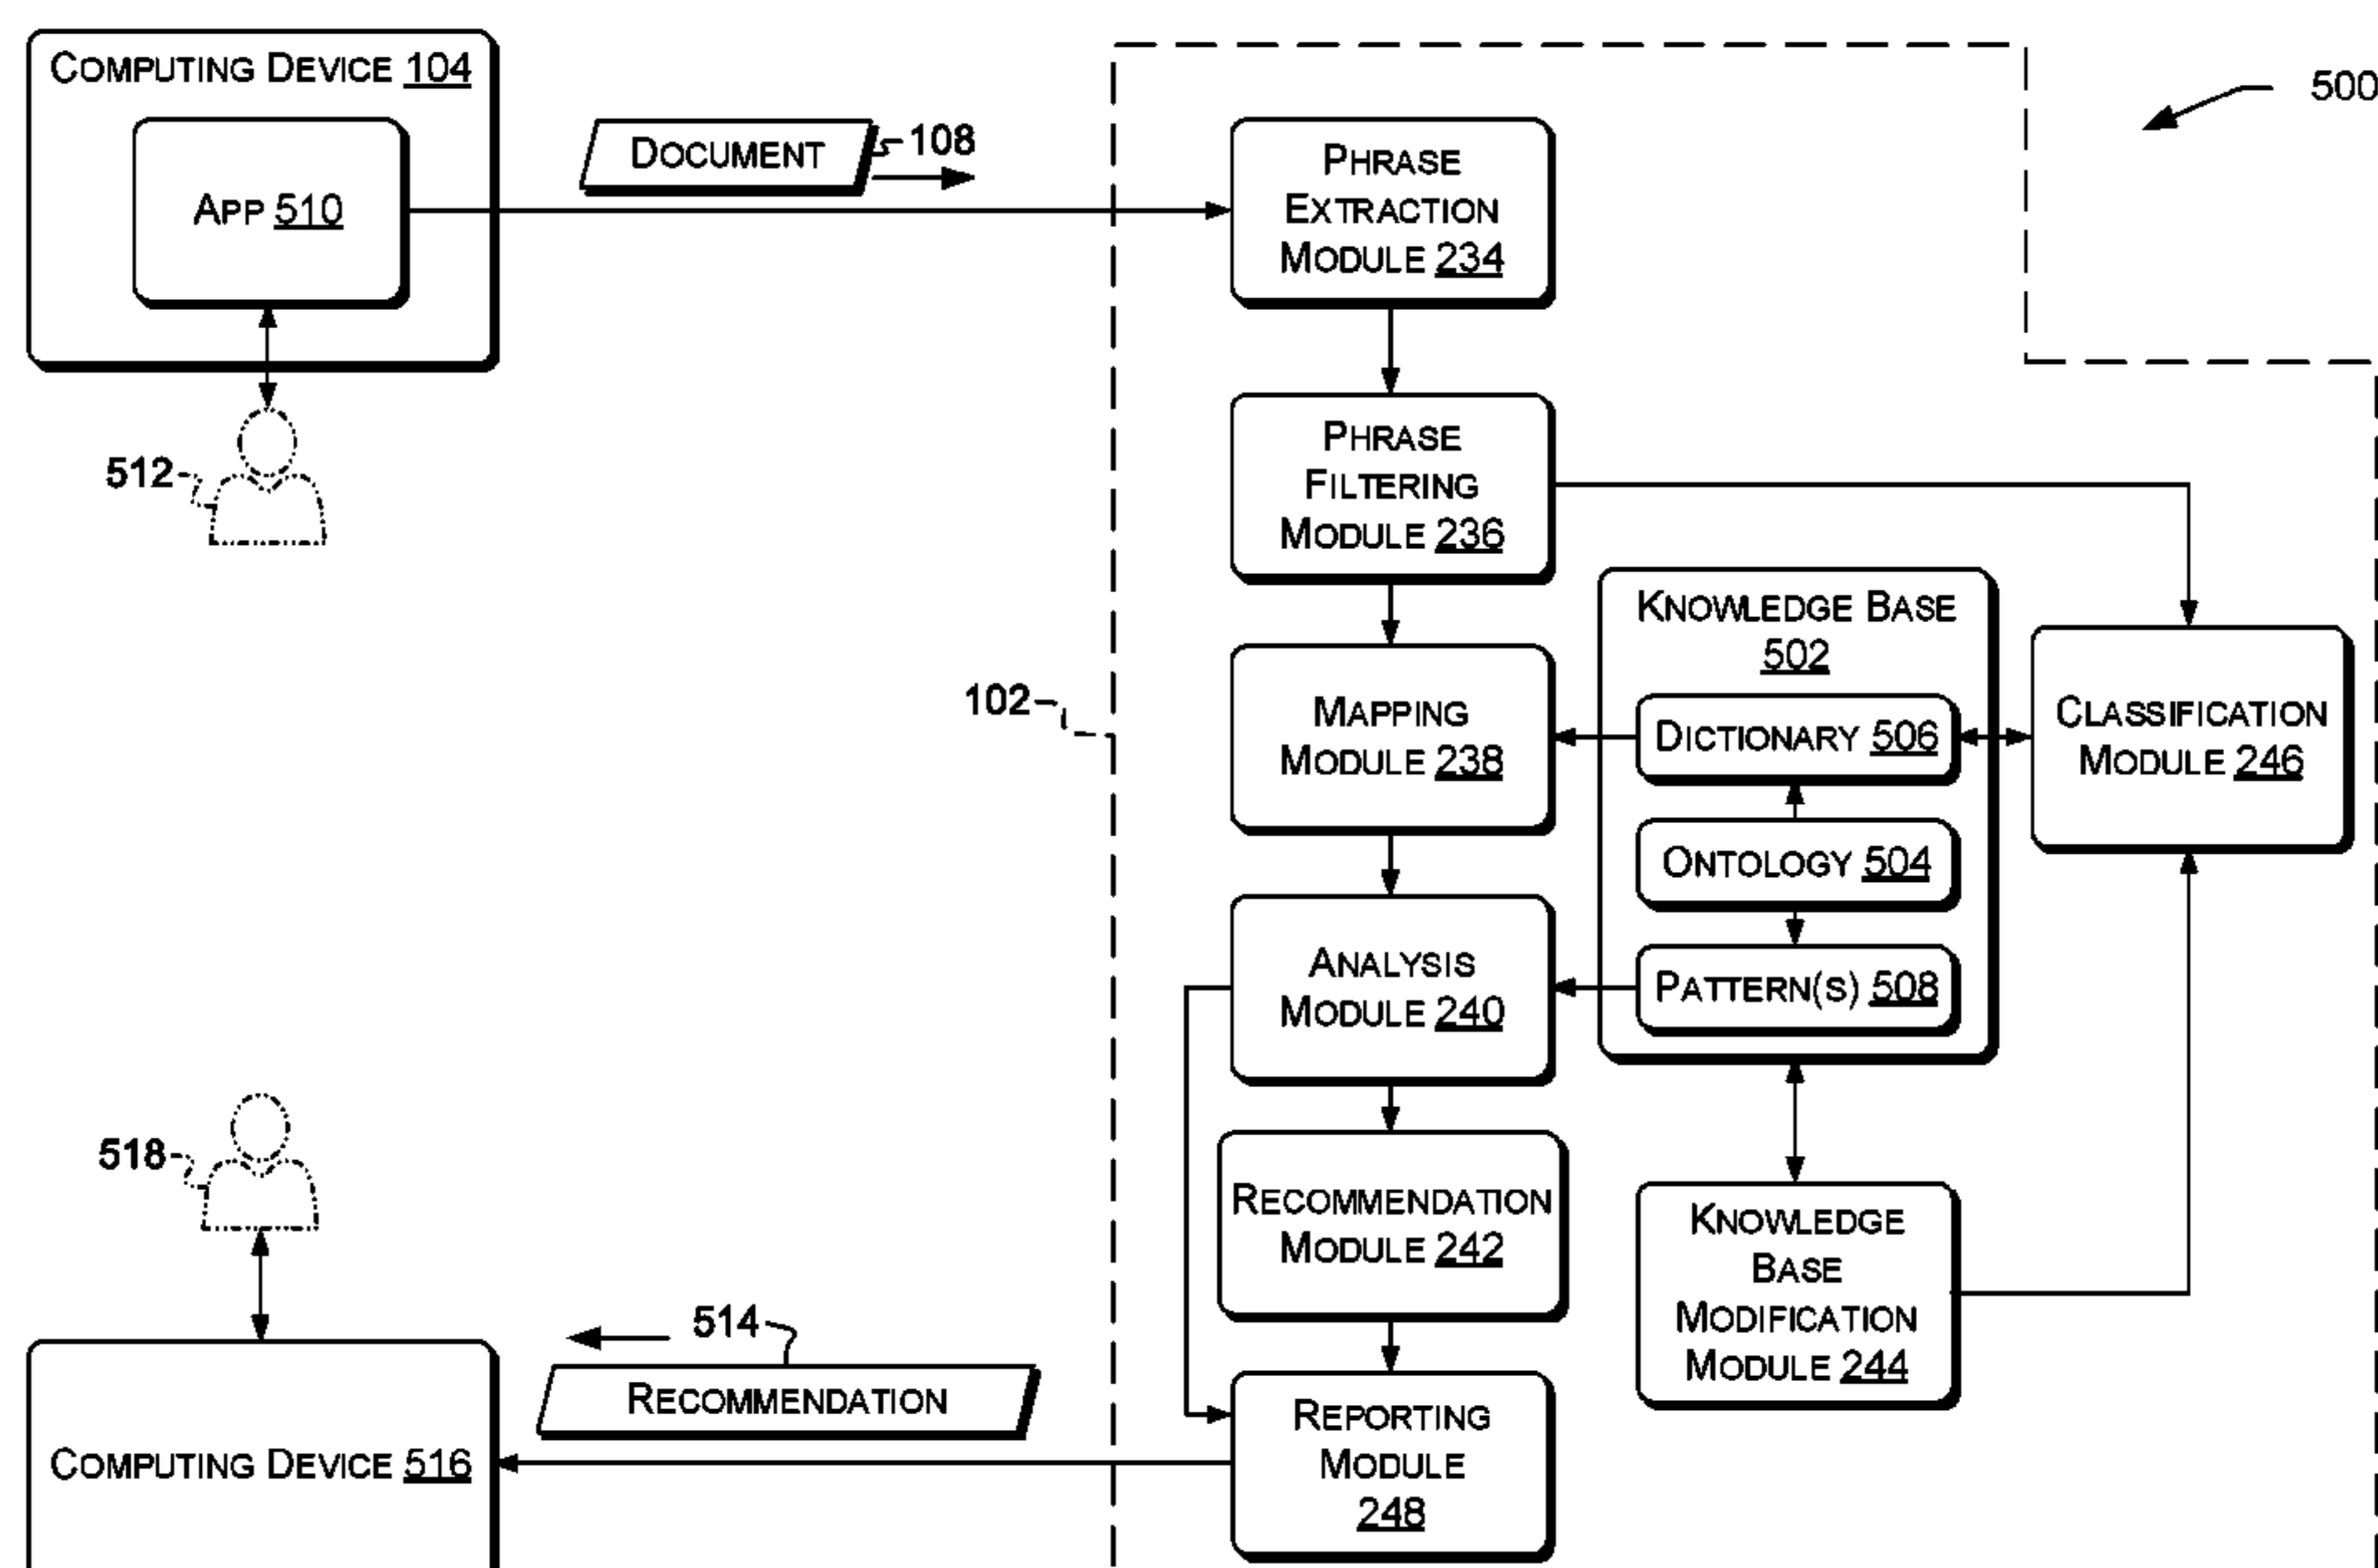 COMPUTING DEVICE 104
APP 510
DOCUMENT
108
500
PHRASE
EXTRACTION
MODULE 234
512
PHRASE
FILTERING
MODULE 236
KNOWLEDGE BASE
502
102
MAPPING
MODULE 238
DICTIONARY 506
CLASSIFICATION
MODULE 246
ONTOLOGY 504
ANALYSIS
MODULE 240
PATTERN(S) 508
518
RECOMMENDATION
MODULE 242
KNOWLEDGE
BASE
MODIFICATION
MODULE 244
514
RECOMMENDATION
COMPUTING DEVICE 516
REPORTING
MODULE
248